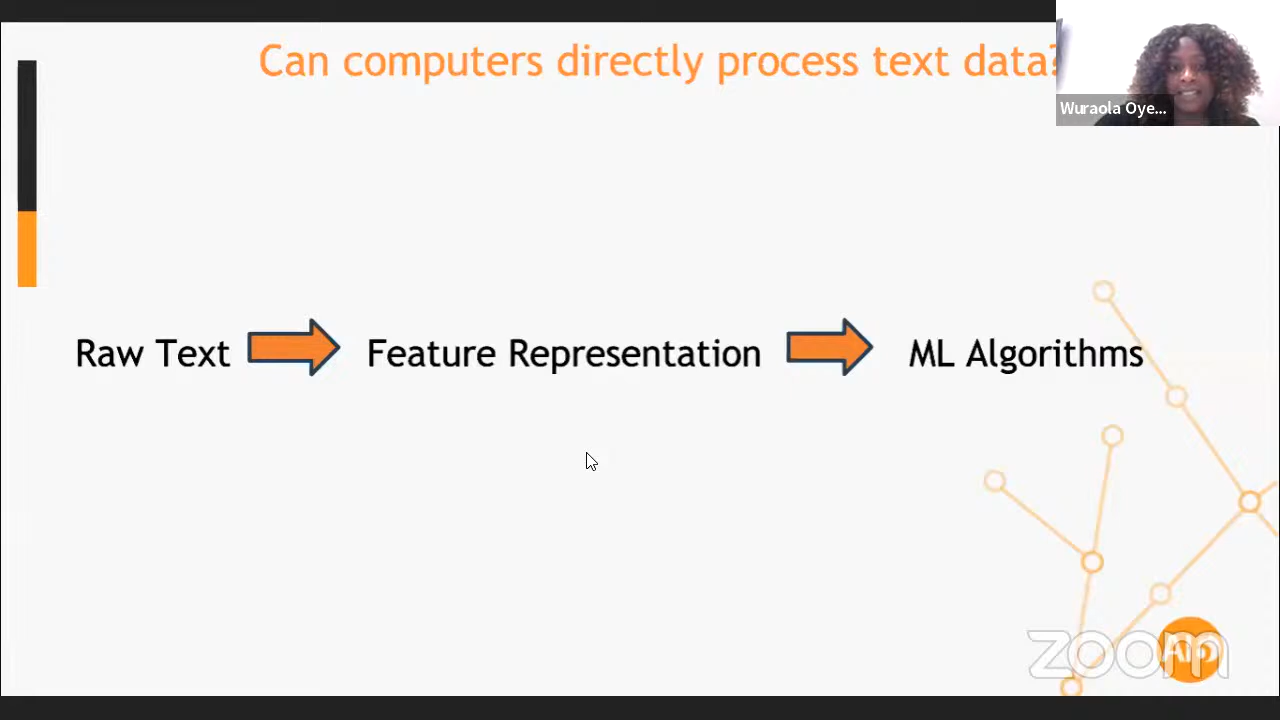 Can computers directly process text data?
Wuraola Oye...
Raw Text
Feature Representation
ML Algorithms
zoom